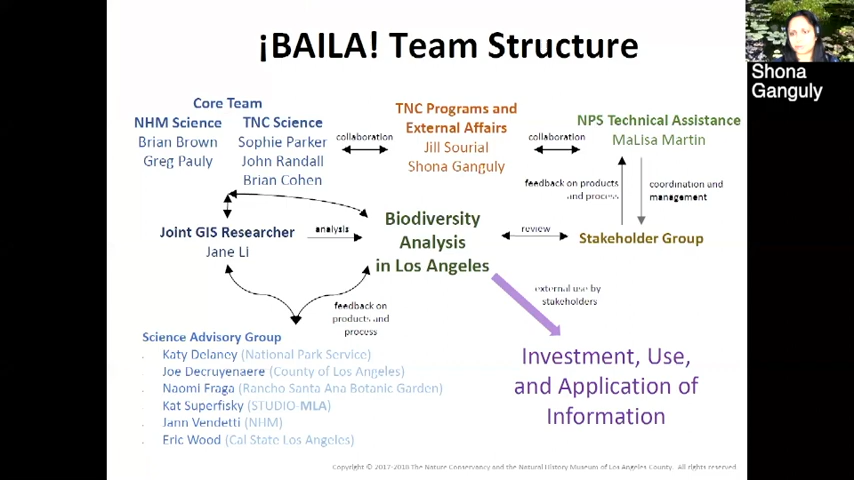 ¡BAILA! Team Structure
Shona
Ganguly
Core Team
NHM Science
Brian Brown
Greg Pauly
TNC Science
Sophie Parker
John Randall
Brian Cohen
collaboration
TNC Programs and
External Affairs
Jill Sourial
Shona Ganguly
collaboration
NPS Technical Assistance
MaLisa Martin
feedback on products
and process
coordination and
management
Joint GIS Researcher
Jane Li
analysis
Biodiversity
Analysis
in Los Angeles
review
Stakeholder Group
external use by
stakeholders
feedback on
products and
process
Science Advisory Group
Katy Delaney (National Park Service)
Joe Decruyenaere (County of Los Angeles)
Naomi Fraga (Rancho Santa Ana Botanic Garden)
Kat Superfisky (STUDIO-MLA)
Jann Vendetti (NHM)
Eric Wood (Cal State Los Angeles)
Investment, Use,
and Application of
Information
Copyright © 2017-2018 The Nature Conservancy and the Natural History Museum of Los Angeles County. All rights reserved